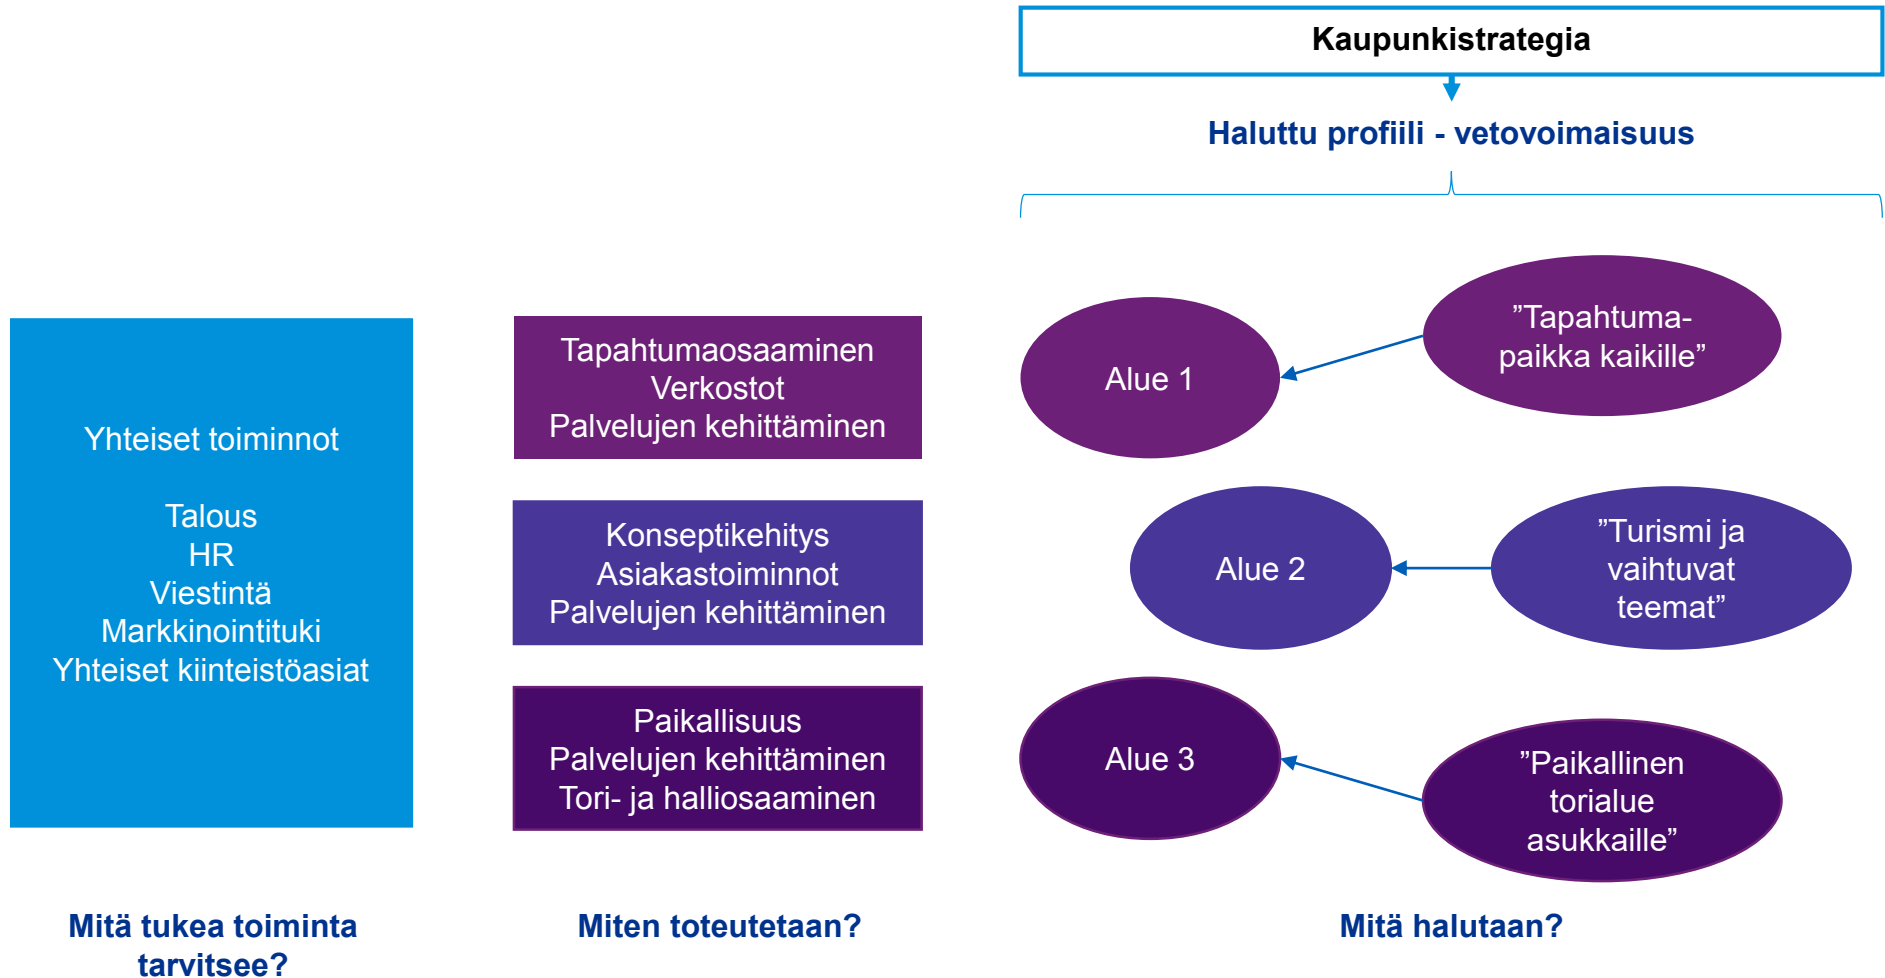 Kaupunkistrategia
Haluttu profiili - vetovoimaisuus
Yhteiset toiminnot
Talous
HR
Viestintä
Markkinointituki
Yhteiset kiinteistöasiat
Mitä tukea toiminta
tarvitsee?
Tapahtumaosaaminen
Verkostot
Palvelujen kehittäminen
Konseptikehitys
Asiakastoiminnot
Palvelujen kehittäminen
Paikallisuus
Palvelujen kehittäminen
Tori- ja halliosaaminen
Miten toteutetaan?
Alue 1
”Tapahtuma-
paikka kaikille”
Alue 2
”Turismi ja
vaihtuvat
teemat”
Alue 3
”Paikallinen
torialue
asukkaille”
Mitä halutaan?